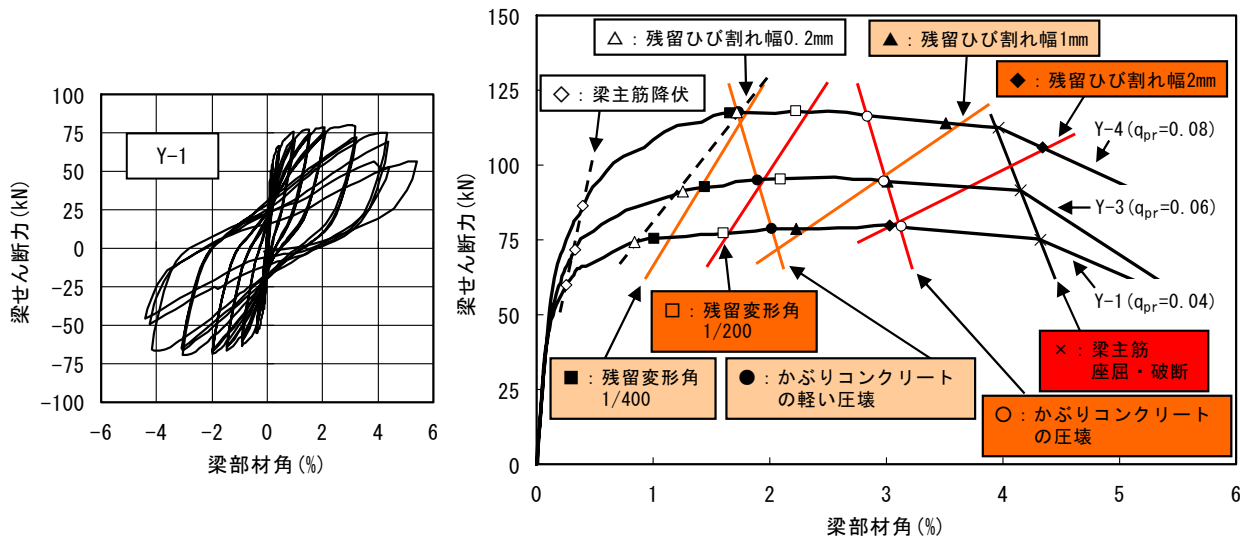 100
75
50
25
0
-25
-50
-75
-100
梁せん断力(kN)
Y-1
-6 -4 -2 0 2 4 6
梁部材角(%)
150
125
100
75
50
25
0
梁せん断力(kN)
△：残留ひび割れ幅0.2mm
▲：残留ひび割れ幅1mm
◇：梁主筋降伏
◆：残留ひび割れ幅2mm
Y-4(qpr=0.08)
Y-3(qpr=0.06)
Y-1(qpr=0.04)
□：残留変形角
1/200
■：残留変形角
1/400
●：かぶりコンクリート
の軽い圧壊
×：梁主筋
座屈・破断
○：かぶりコンクリート
の圧壊
0 1 2 3 4 5 6
梁部材角(%)